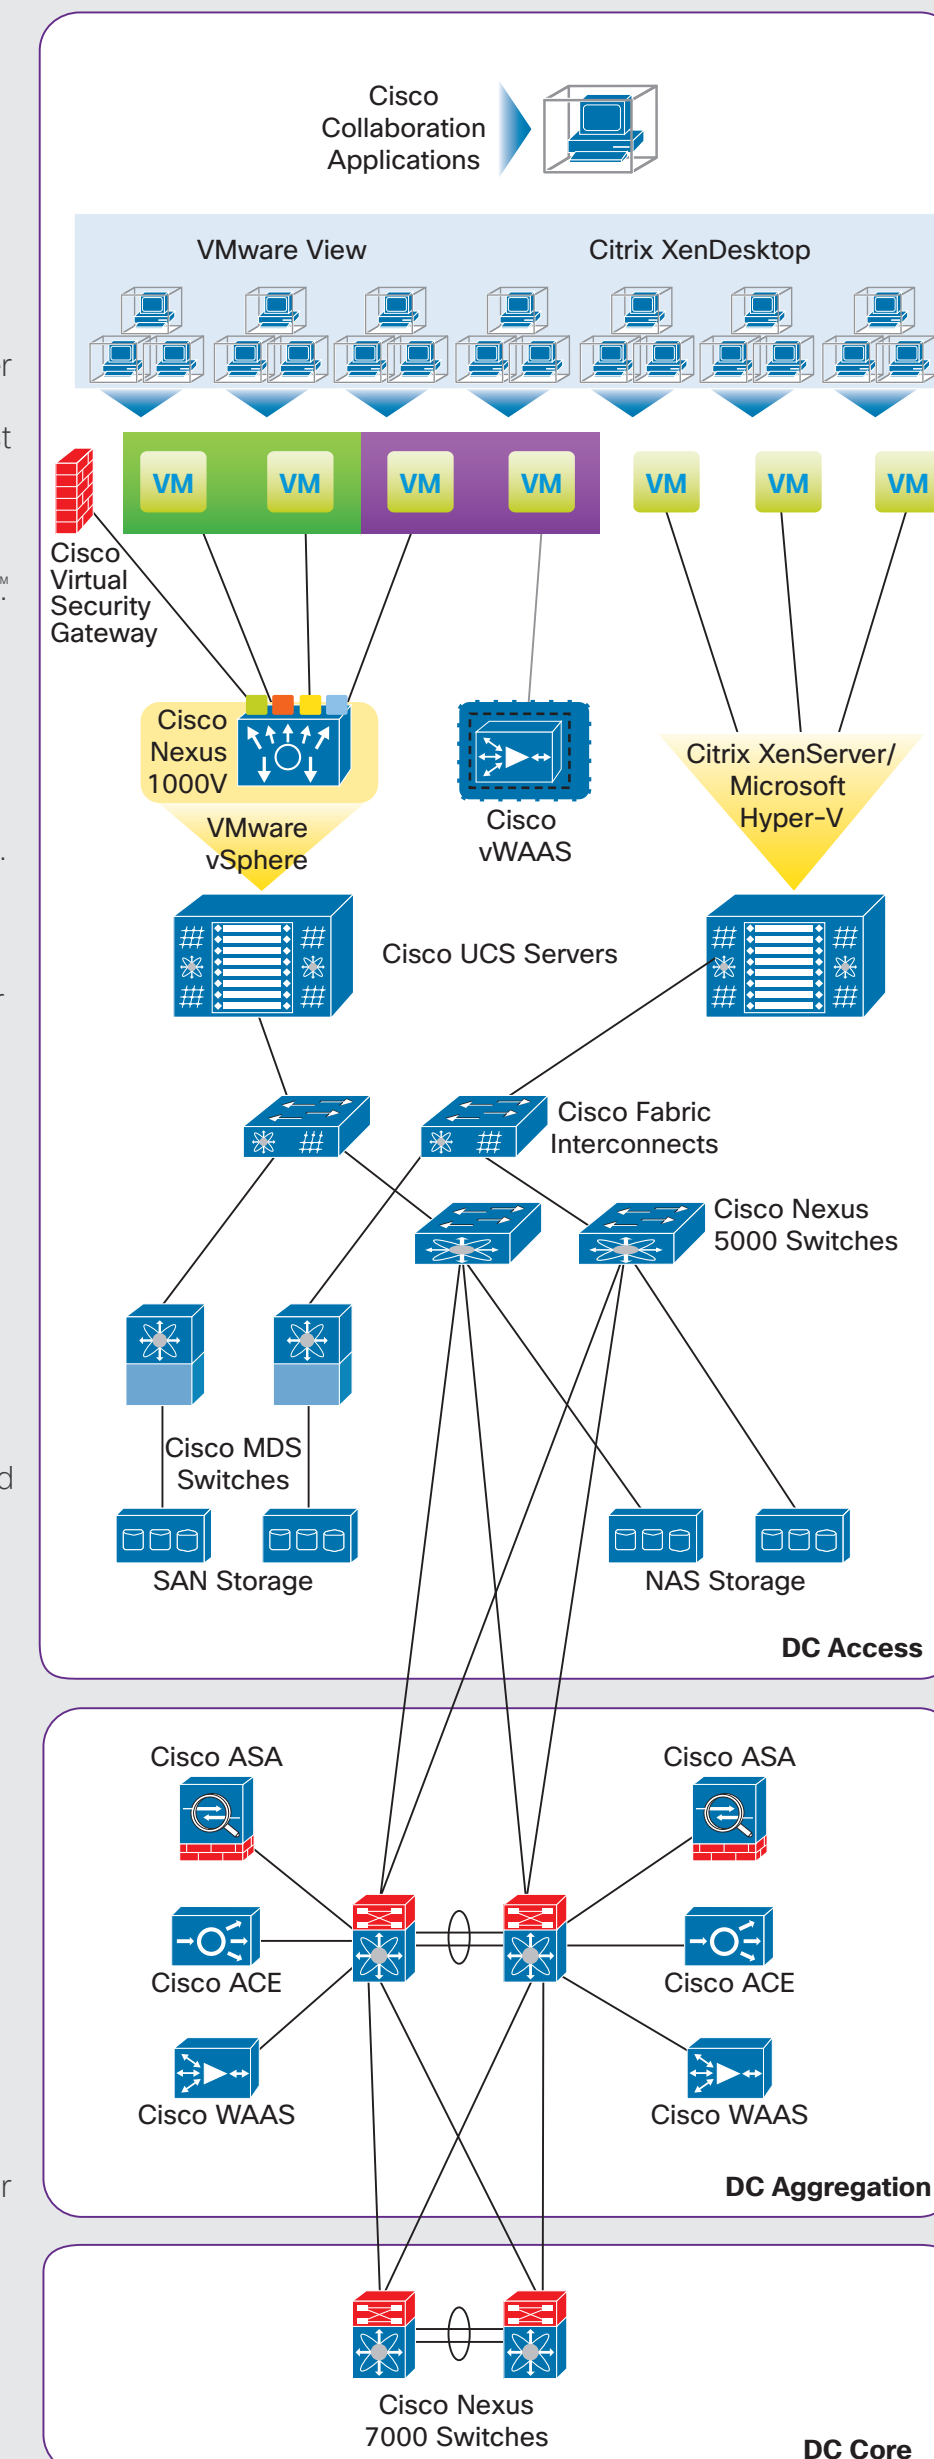 Cisco
Collaboration
Applications
VMware View
Citrix XenDesktop
er
st
VM
VM
VM
VM
VM
VM
VM
Cisco
Virtual
Security
Gateway
™.
Cisco
Nexus
1000V
VMware
vSphere
Cisco
vWAAS
Citrix XenServer/
Microsoft
Hyper-V
.
Cisco UCS Servers
r
Cisco Fabric
Interconnects
Cisco Nexus
5000 Switches
Cisco MDS
Switches
d
SAN Storage
NAS Storage
DC Access
Cisco ASA
Cisco ASA
Cisco ACE
Cisco ACE
Cisco WAAS
Cisco WAAS
r
DC Aggregation
Cisco Nexus
7000 Switches
DC Core